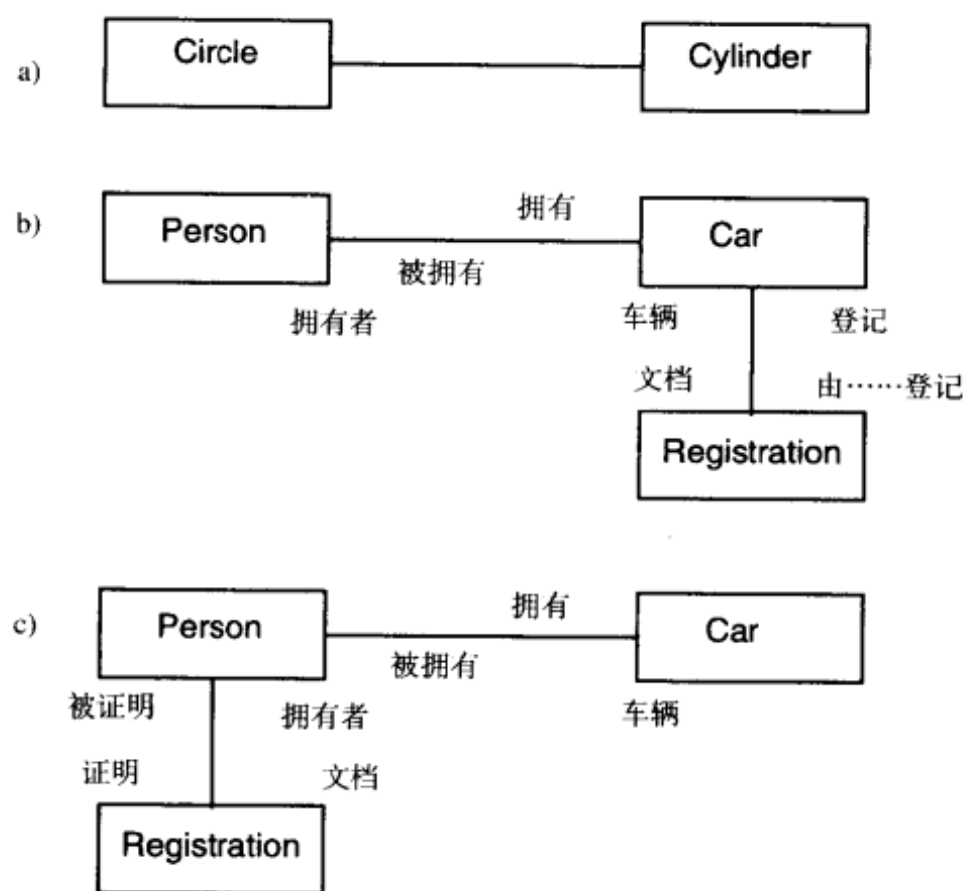 a)
Circle
Cylinder
b)
Person
拥有
Car
被拥有
拥有者
车辆
登记
文档
由……登记
Registration
c)
Person
拥有
Car
被拥有
被证明
拥有者
车辆
证明
文档
Registration